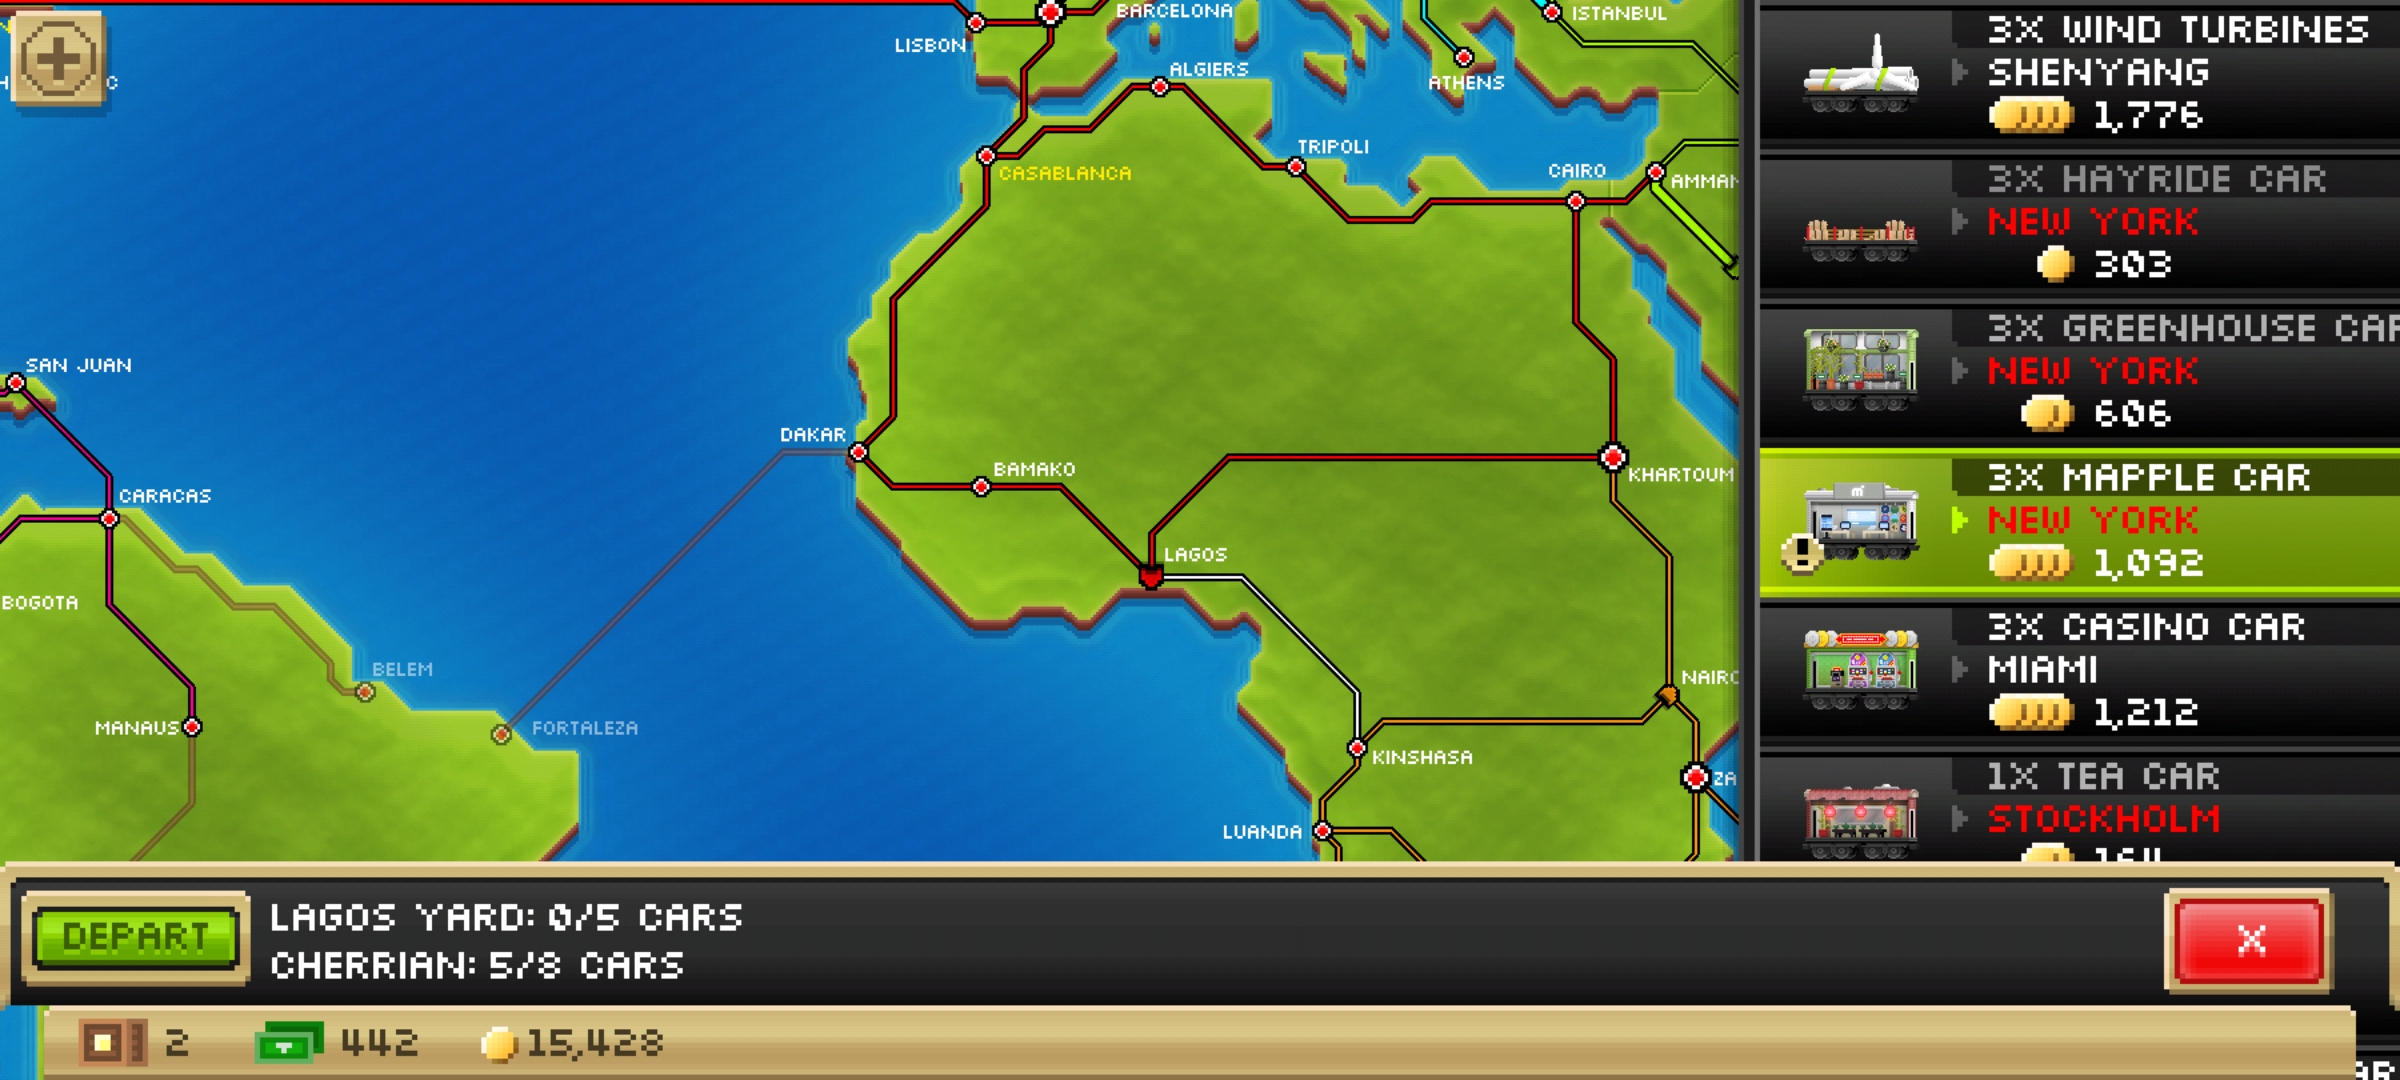 BARCELONA
ISTANBUL
LISBON
ALGIERS
ATHENS
TRIPOLI
CASABLANCA
CAIRO
AMMAN
SAN JUAN
DAKAR
BAMAKO
KHARTOUM
CARACAS
LAGOS
BOGOTA
BELEM
MANAUS
FORTALEZA
NAIRO
KINSHASA
ZA
LUANDA
3X WIND TURBINES
SHENYANG
1,776
3X HAYRIDE CAR
NEW YORK
303
3X GREENHOUSE CAR
NEW YORK
606
3X MAPPLE CAR
NEW YORK
1,092
3X CASINO CAR
MIAMI
1,212
1X TEA CAR
STOCKHOLM
DEPART
LAGOS YARD: 0/5 CARS
CHERRIAN: 5/8 CARS
X
2
442
15,428